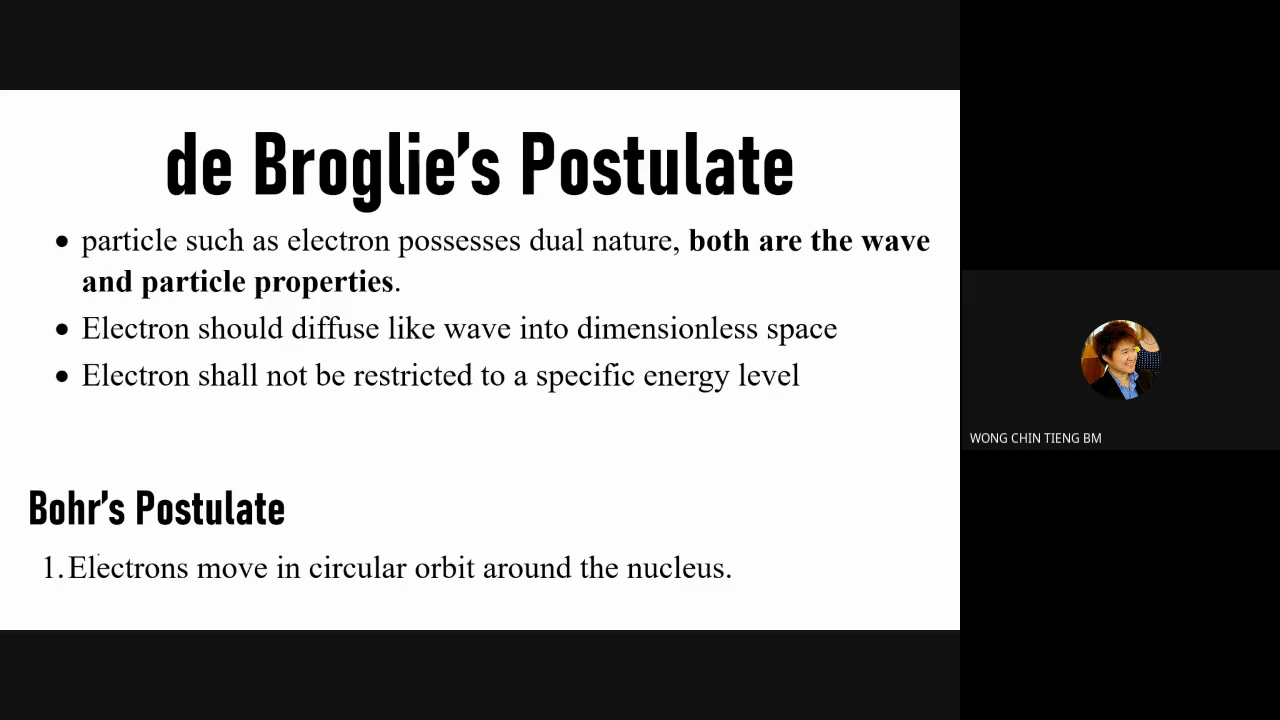 de Broglie’s Postulate
• particle such as electron possesses dual nature, both are the wave
and particle properties.
• Electron should diffuse like wave into dimensionless space
• Electron shall not be restricted to a specific energy level
Bohr’s Postulate
1. Electrons move in circular orbit around the nucleus.
WONG CHIN TIENG BM